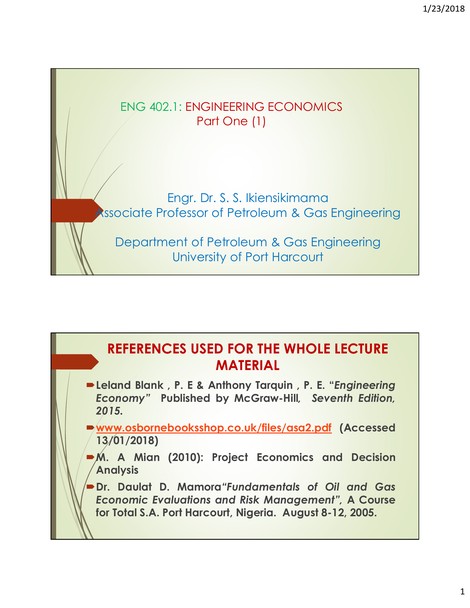 1/23/2018
ENG 402.1: ENGINEERING ECONOMICS
Part One (1)
Engr. Dr. S. S. Ikiensikimama
Associate Professor of Petroleum & Gas Engineering
Department of Petroleum & Gas Engineering
University of Port Harcourt
REFERENCES USED FOR THE WHOLE LECTURE
MATERIAL
Leland Blank , P. E & Anthony Tarquin , P. E. “Engineering
Economy” Published by McGraw-Hill, Seventh Edition,
2015.
www.osbornebooksshop.co.uk/files/asa2.pdf (Accessed
13/01/2018)
M. A Mian (2010): Project Economics and Decision
Analysis
Dr. Daulat D. Mamora“Fundamentals of Oil and Gas
Economic Evaluations and Risk Management”, A Course
for Total S.A. Port Harcourt, Nigeria. August 8-12, 2005.
1